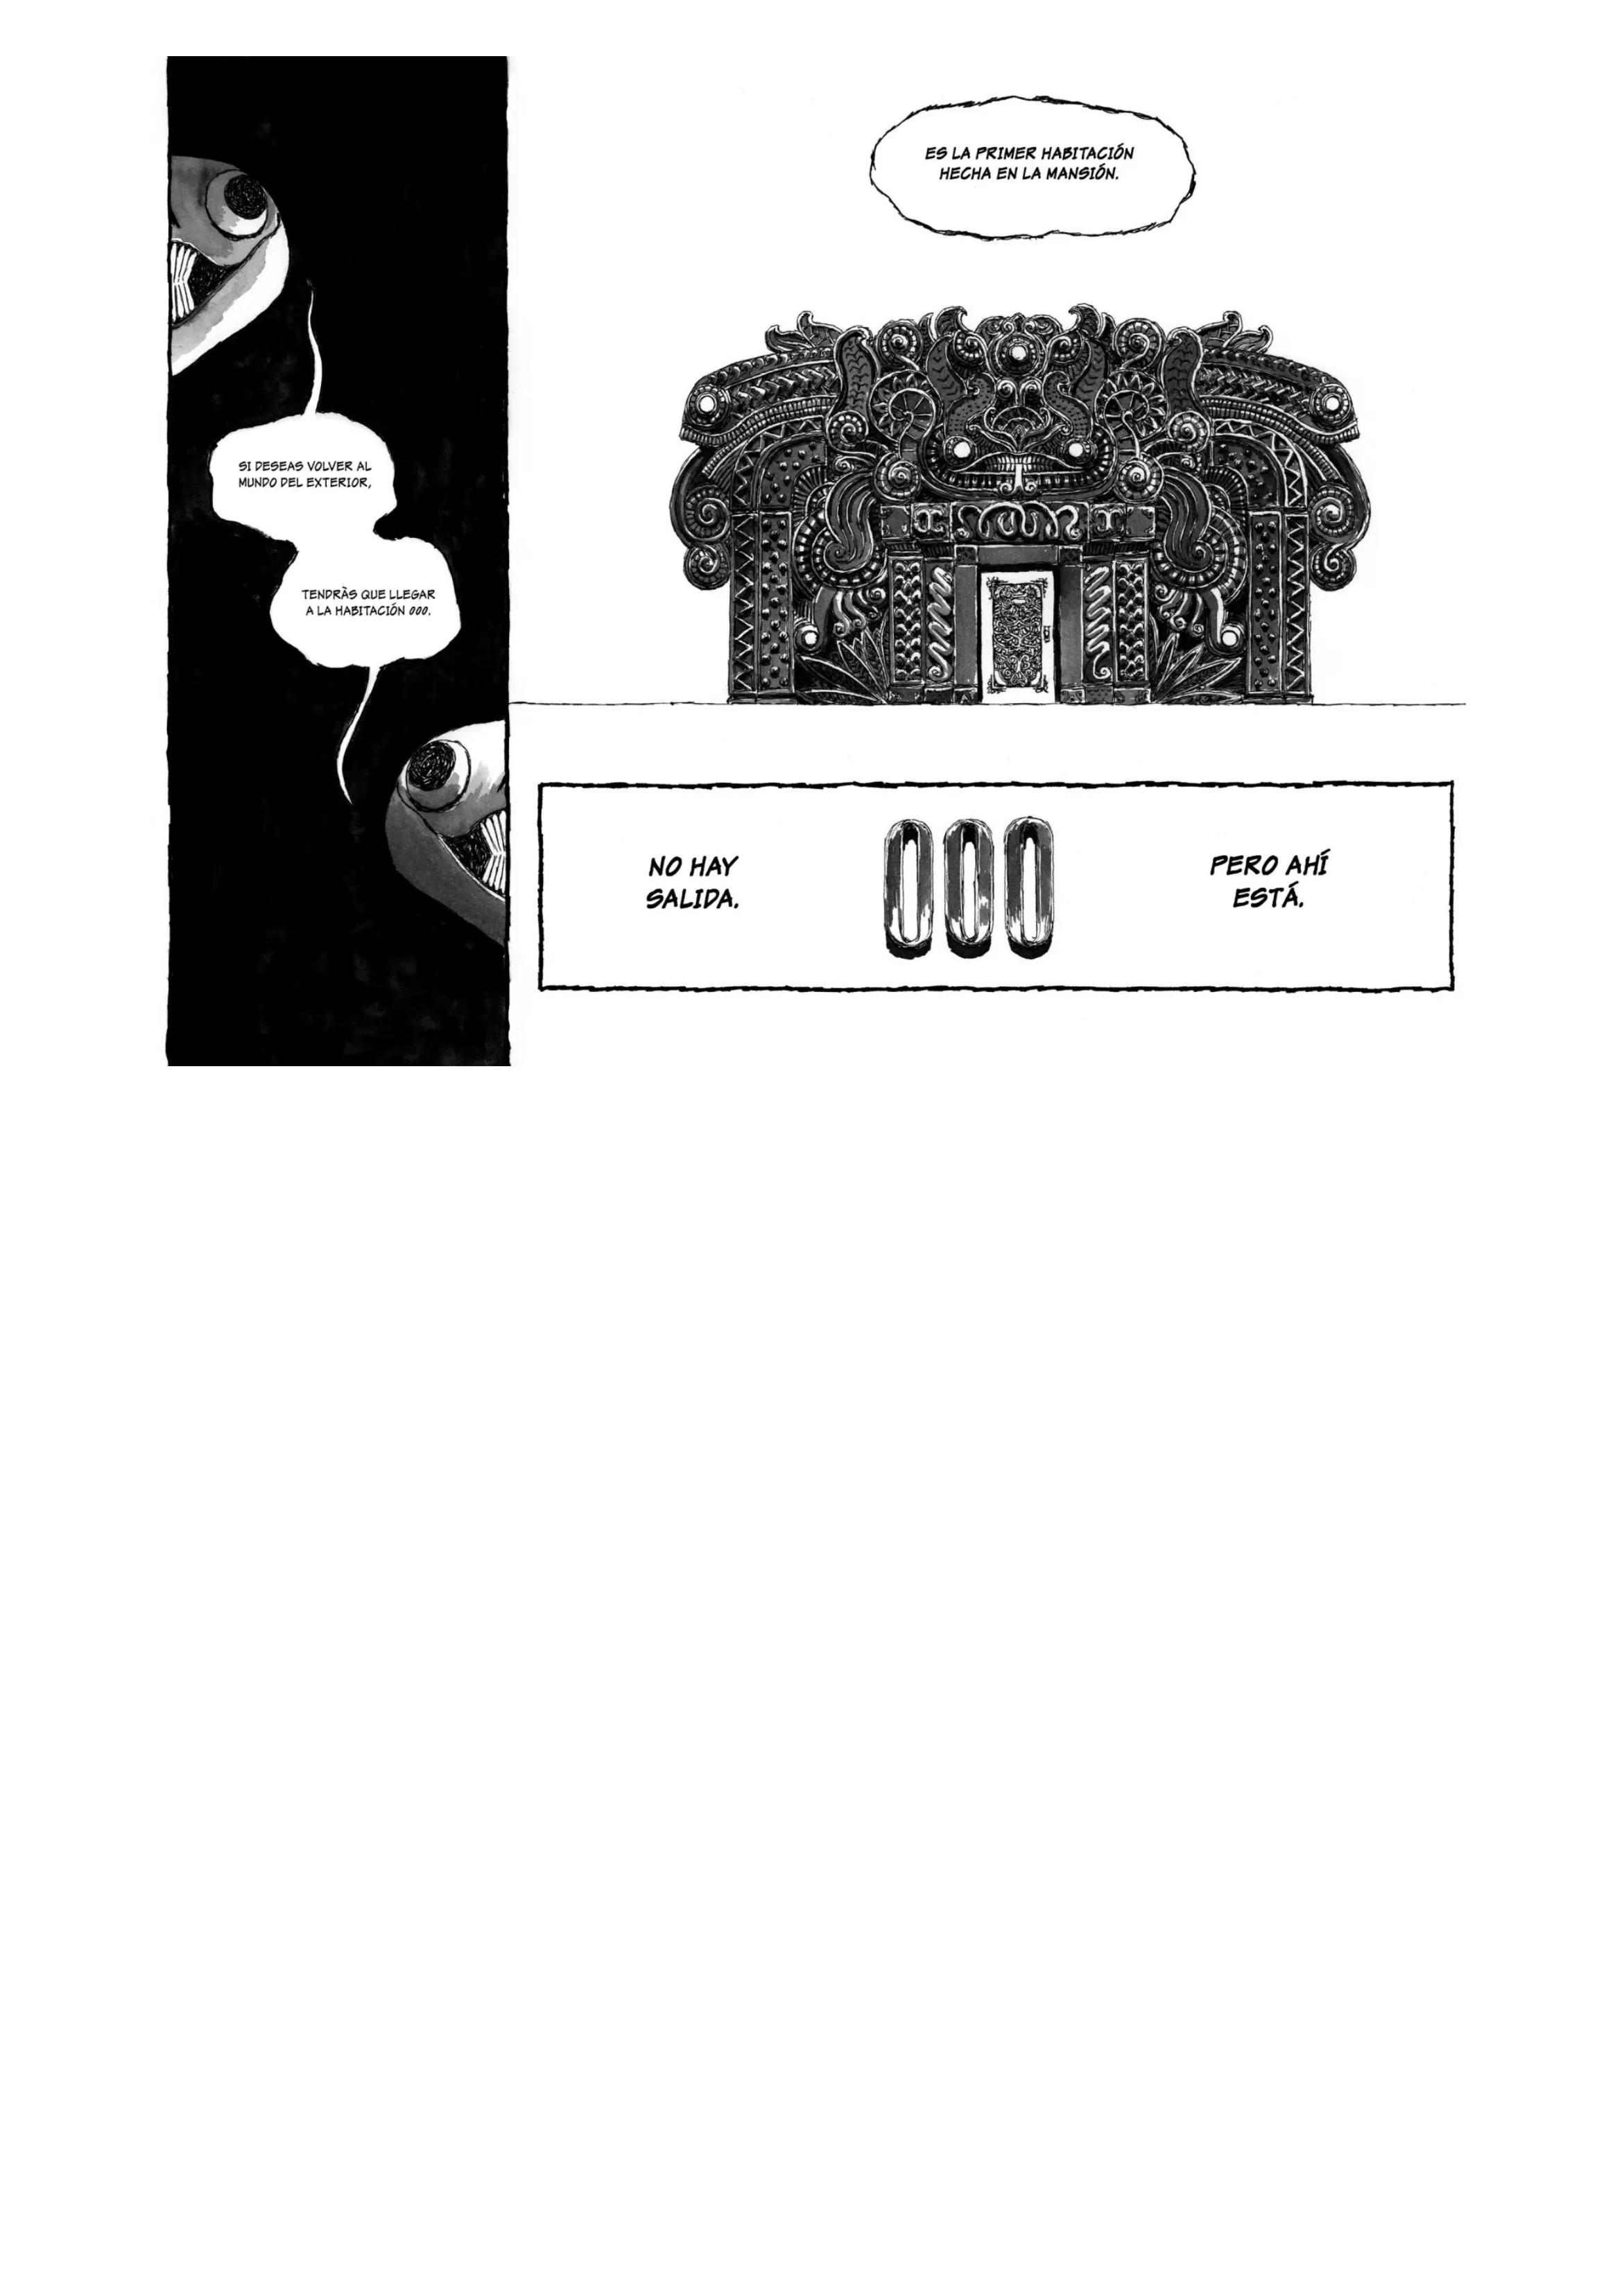 SI DESEAS VOLVER AL
MUNDO DEL EXTERIOR,
TENDRÀS QUE LLEGAR
A LA HABITACIÓN 000.
ES LA PRIMER HABITACIÓN
HECHA EN LA MANSIÓN.
NO HAY
SALIDA.
000
PERO AHÍ
ESTÁ.